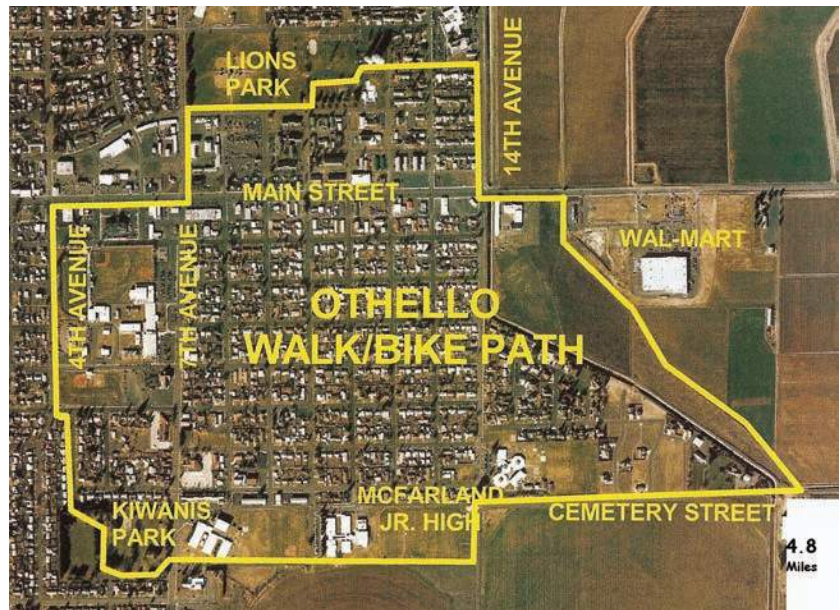 LIONS
PARK
14TH AVENUE
MAIN STREET
WAL-MART
4TH AVENUE
7TH AVENUE
OTHELLO
WALK/BIKE PATH
KIWANIS
PARK
MCFARLAND
JR. HIGH
CEMETERY STREET
4.8
Miles